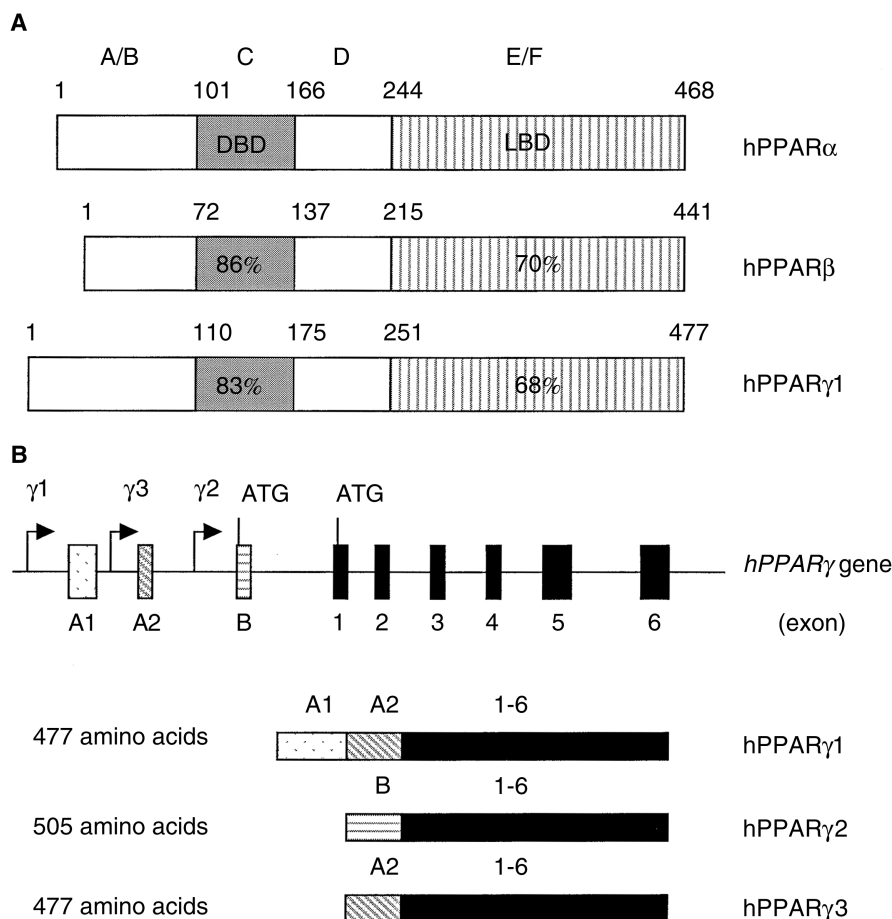 A
A/B C D E/F
1 101 166 244 468
DBD LBD hPPARα
1 72 137 215 441
86% 70% hPPARβ
1 110 175 251 477
83% 68% hPPARγ1
B
γ1 γ3 γ2 ATG ATG
hPPARγ gene
A1 A2 B 1 2 3 4 5 6 (exon)
A1 A2 1-6
477 amino acids hPPARγ1
B 1-6
505 amino acids hPPARγ2
A2 1-6
477 amino acids hPPARγ3